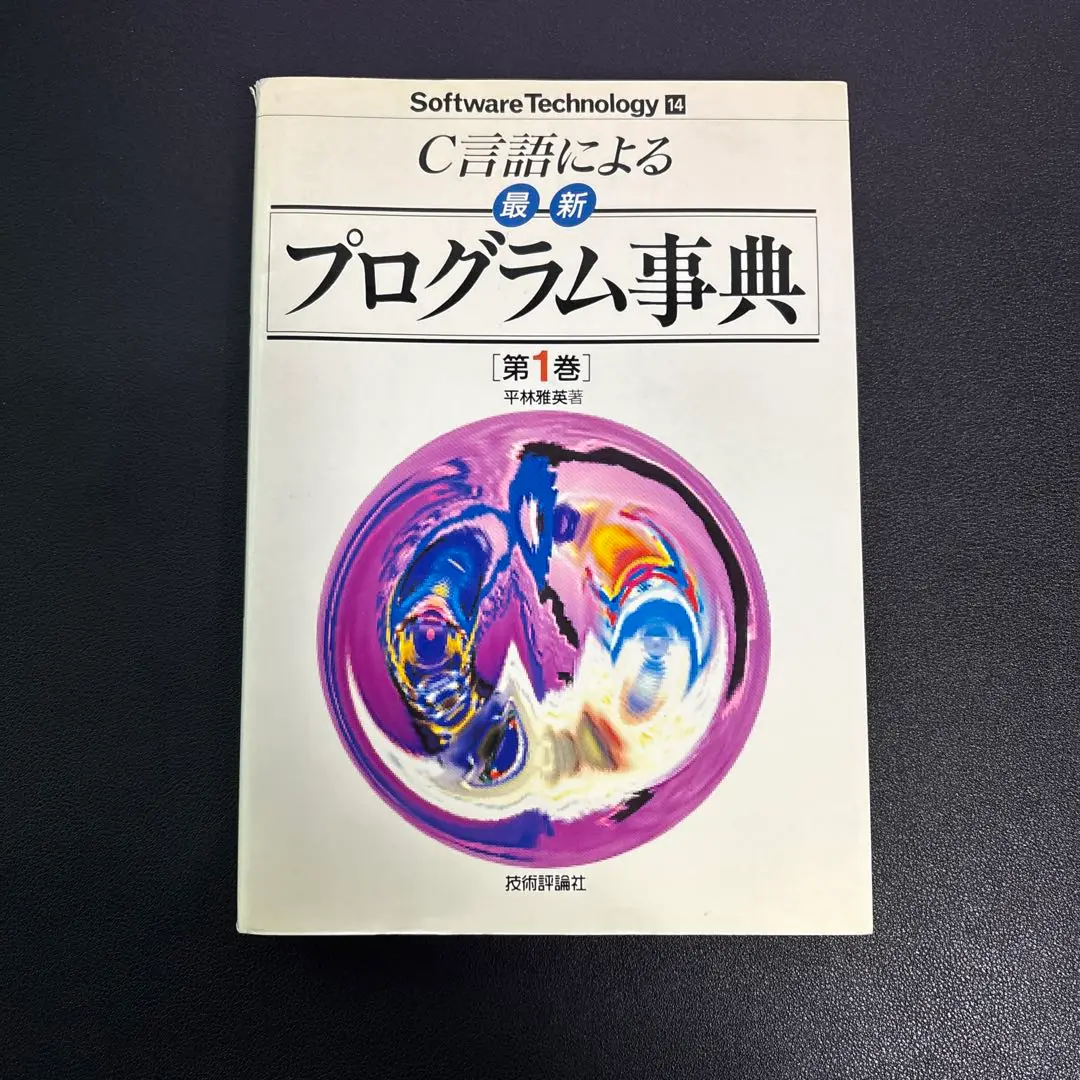 Software Technology 14
C言語による
最新
プログラム事典
[第1巻]
平林雅英著
技術評論社